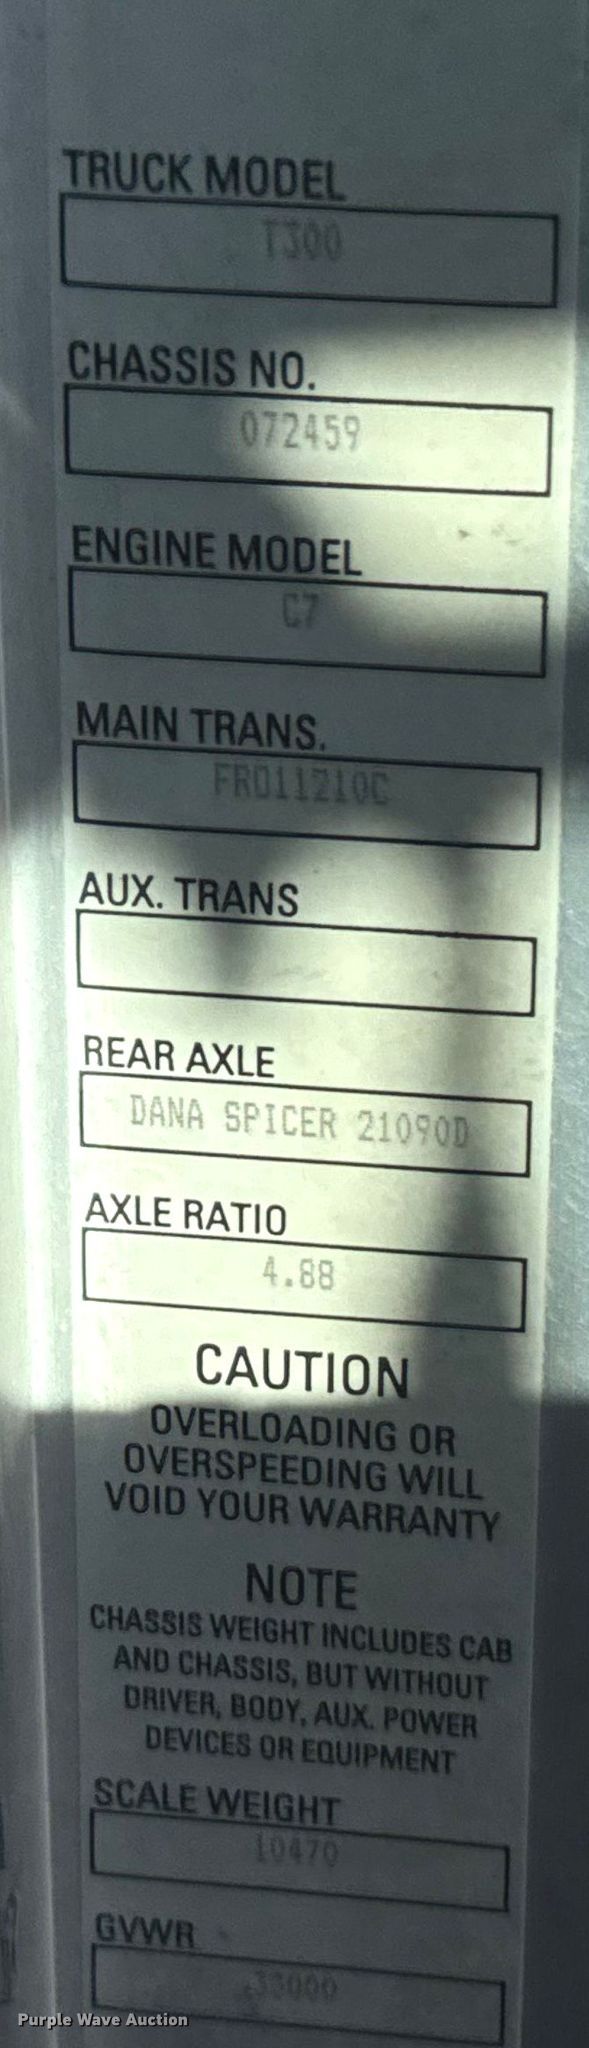 TRUCK MODEL
T300
CHASSIS NO.
072459
ENGINE MODEL
C7
MAIN TRANS.
FRO11210C
AUX. TRANS
REAR AXLE
DANA SPICER 21090D
AXLE RATIO
4.88
CAUTION
OVERLOADING OR
OVERSPEEDING WILL
VOID YOUR WARRANTY
NOTE
CHASSIS WEIGHT INCLUDES CAB
AND CHASSIS, BUT WITHOUT
DRIVER, BODY, AUX. POWER
DEVICES OR EQUIPMENT
SCALE WEIGHT
10470
GVWR
33000
Purple Wave Auction